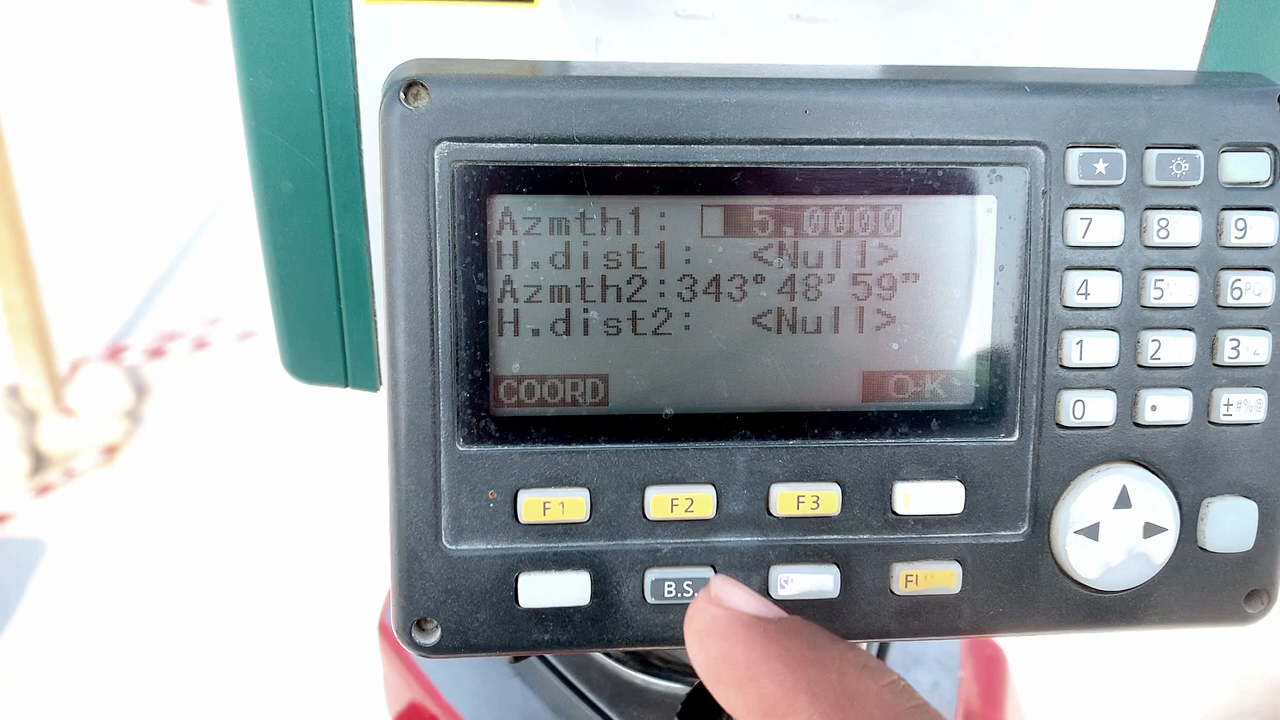 Azmth1: 5.0000
H.dist1: <Null>
Azmth2:343°48'59"
H.dist2: <Null>
COORD OK
7 8 9
4 5 6
1 2 3
0 . ±#%@
F1 F2 F3
B.S.